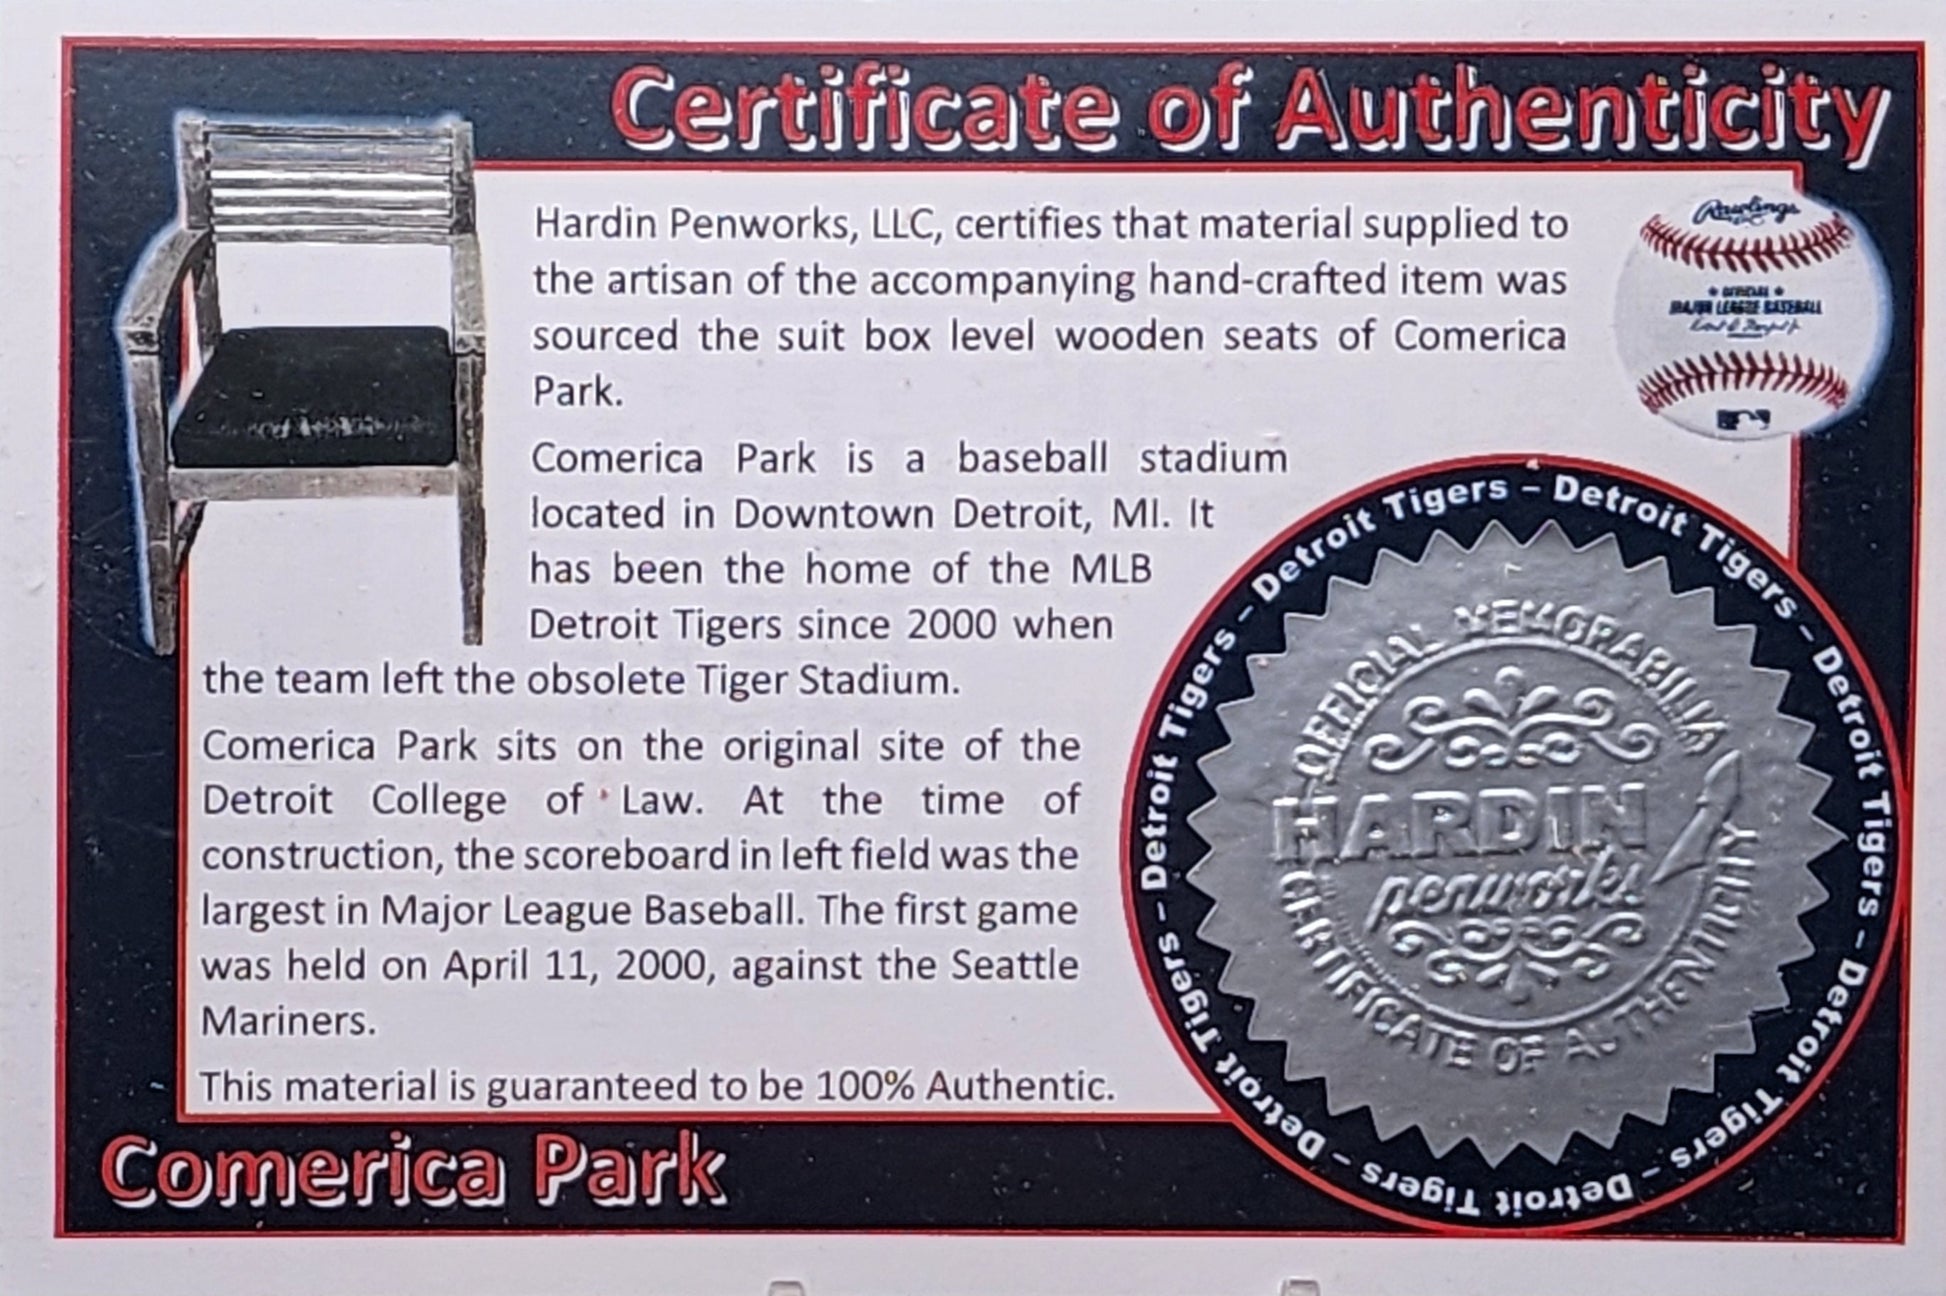 Certificate of Authenticity
Hardin Penworks, LLC, certifies that material supplied to
the artisan of the accompanying hand-crafted item was
sourced the suit box level wooden seats of Comerica
Park.
Rawlings
OFFICIAL
MAJOR LEAGUE BASEBALL
Comerica Park is a baseball stadium
located in Downtown Detroit, MI. It
has been the home of the MLB
Detroit Tigers since 2000 when
the team left the obsolete Tiger Stadium.
Comerica Park sits on the original site of the
Detroit College of Law. At the time of
construction, the scoreboard in left field was the
largest in Major League Baseball. The first game
was held on April 11, 2000, against the Seattle
Mariners.
This material is guaranteed to be 100% Authentic.
Detroit Tigers – Detroit Tigers – Detroit Tigers – Detroit Tigers – Detroit Tigers – Detroit Tigers – Detroit Tigers – Detroit Tigers –
OFFICIAL MEMORABILIA
HARDIN
penworks
CERTIFICATE OF AUTHENTICITY
Comerica Park